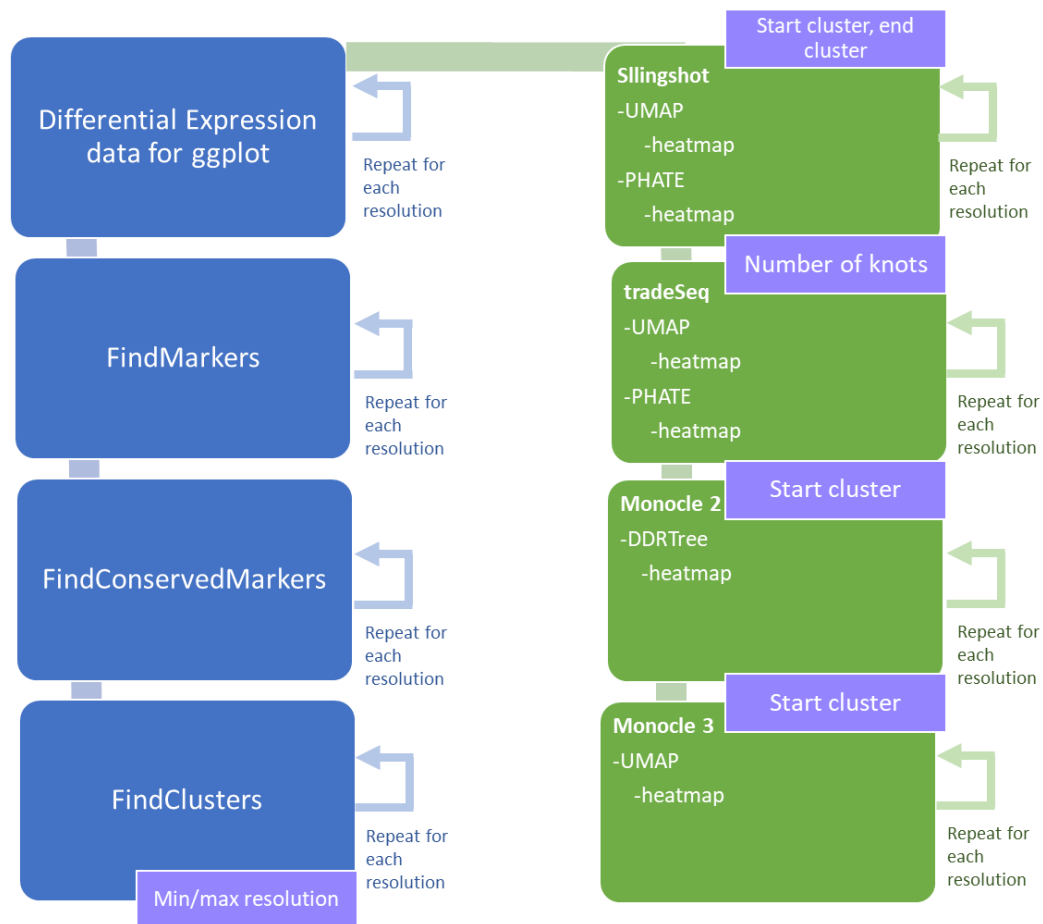 Differential Expression
data for ggplot
Repeat for
each
resolution
FindMarkers
Repeat for
each
resolution
FindConservedMarkers
Repeat for
each
resolution
FindClusters
Repeat for
each
resolution
Min/max resolution
Start cluster, end
cluster
Sllingshot
-UMAP
-heatmap
-PHATE
-heatmap
Repeat for
each
resolution
Number of knots
tradeSeq
-UMAP
-heatmap
-PHATE
-heatmap
Repeat for
each
resolution
Start cluster
Monocle 2
-DDRTree
-heatmap
Repeat for
each
resolution
Start cluster
Monocle 3
-UMAP
-heatmap
Repeat for
each
resolution